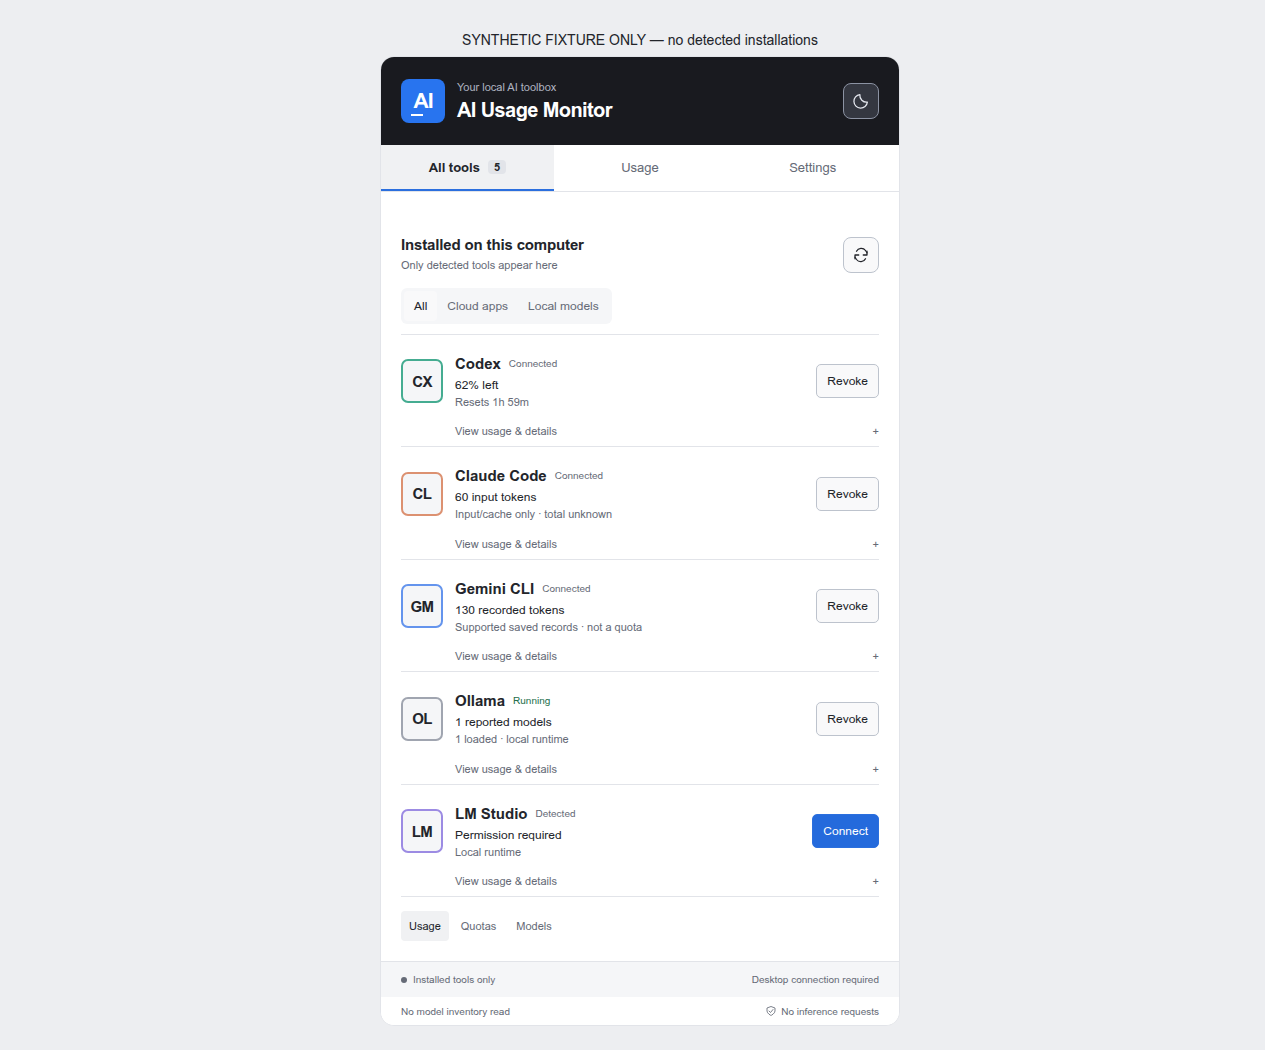 SYNTHETIC FIXTURE ONLY — no detected installations
AI
Your local AI toolbox
AI Usage Monitor
All tools 5
Usage
Settings
Installed on this computer
Only detected tools appear here
All
Cloud apps
Local models
CX
Codex Connected
62% left
Resets 1h 59m
Revoke
View usage & details +
CL
Claude Code Connected
60 input tokens
Input/cache only · total unknown
Revoke
View usage & details +
GM
Gemini CLI Connected
130 recorded tokens
Supported saved records · not a quota
Revoke
View usage & details +
OL
Ollama Running
1 reported models
1 loaded · local runtime
Revoke
View usage & details +
LM
LM Studio Detected
Permission required
Local runtime
Connect
View usage & details +
Usage
Quotas
Models
Installed tools only
Desktop connection required
No model inventory read
No inference requests